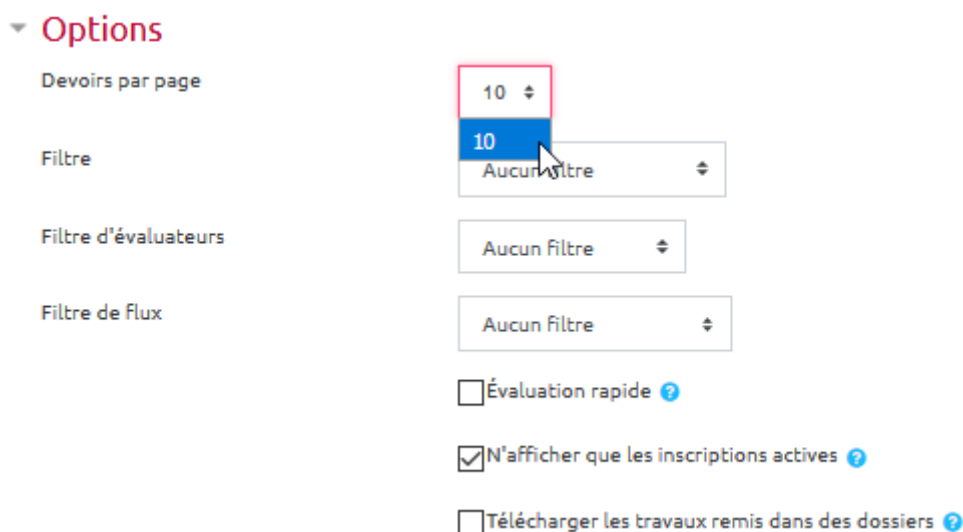 Options
Devoirs par page
10
10
Filtre
Aucun filtre
Filtre d'évaluateurs
Aucun filtre
Filtre de flux
Aucun filtre
Évaluation rapide
N'afficher que les inscriptions actives
Télécharger les travaux remis dans des dossiers